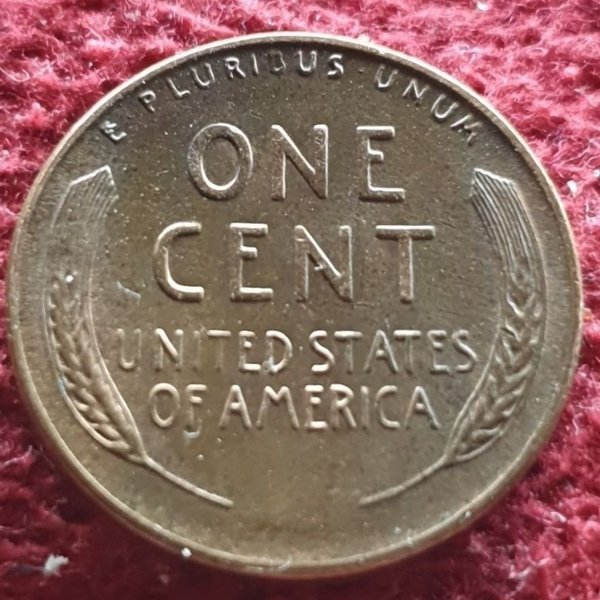 E·PLURIBUS·UNUM
ONE
CENT
UNITED·STATES
OF AMERICA